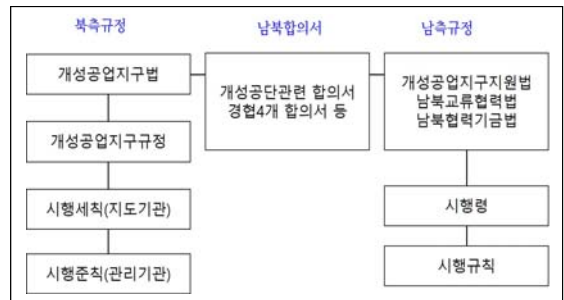 북측규정
남북합의서
남측규정
개성공업지구법
개성공단관련 합의서
경협4개 합의서 등
개성공업지구지원법
남북교류협력법
남북협력기금법
개성공업지구규정
시행세칙(지도기관)
시행령
시행준칙(관리기관)
시행규칙